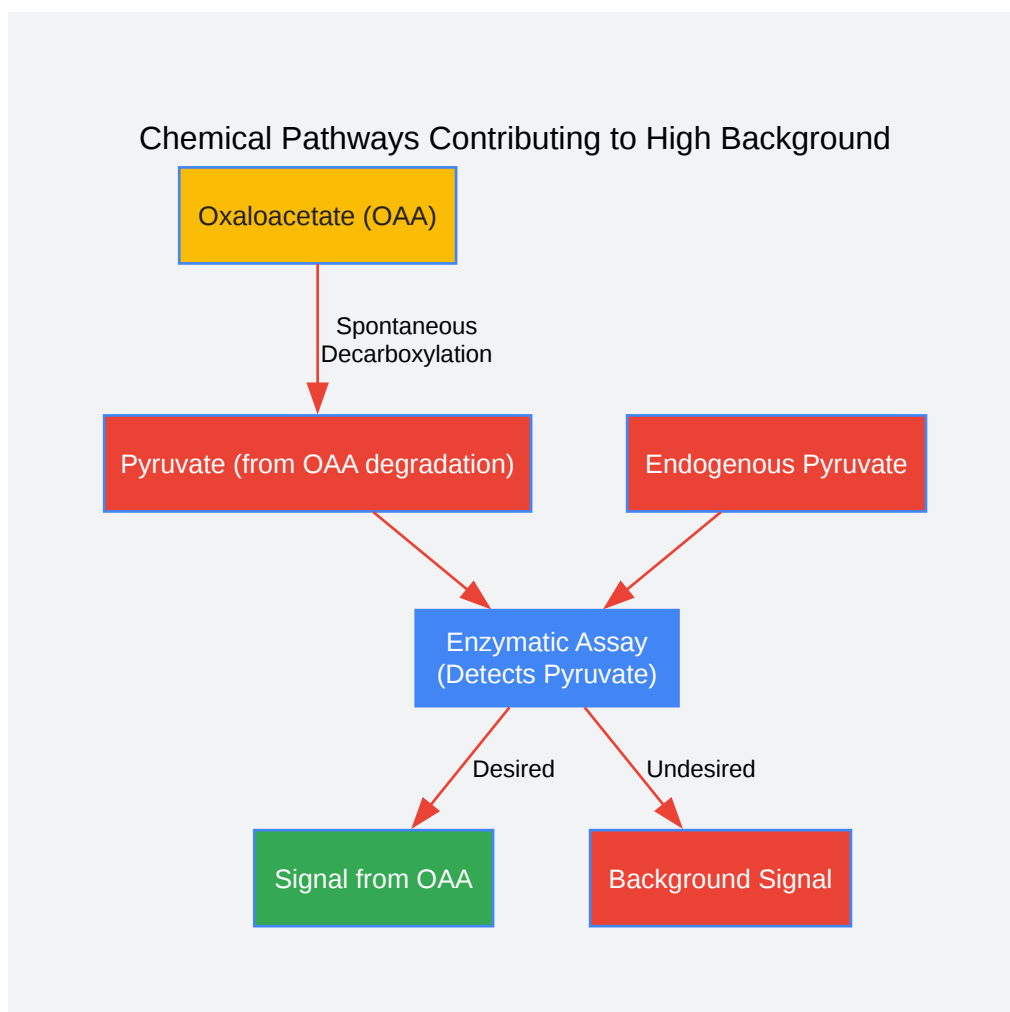 Chemical Pathways Contributing to High Background
Oxaloacetate (OAA)
Spontaneous
Decarboxylation
Pyruvate (from OAA degradation)
Endogenous Pyruvate
Enzymatic Assay
(Detects Pyruvate)
Desired
Undesired
Signal from OAA
Background Signal